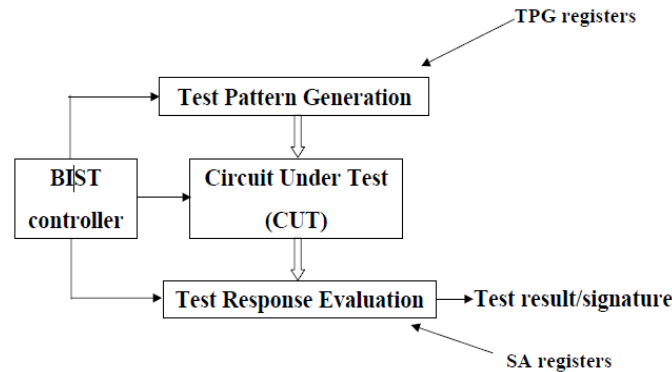 TPG registers
Test Pattern Generation
BIST
controller
Circuit Under Test
(CUT)
Test Response Evaluation
Test result/signature
SA registers